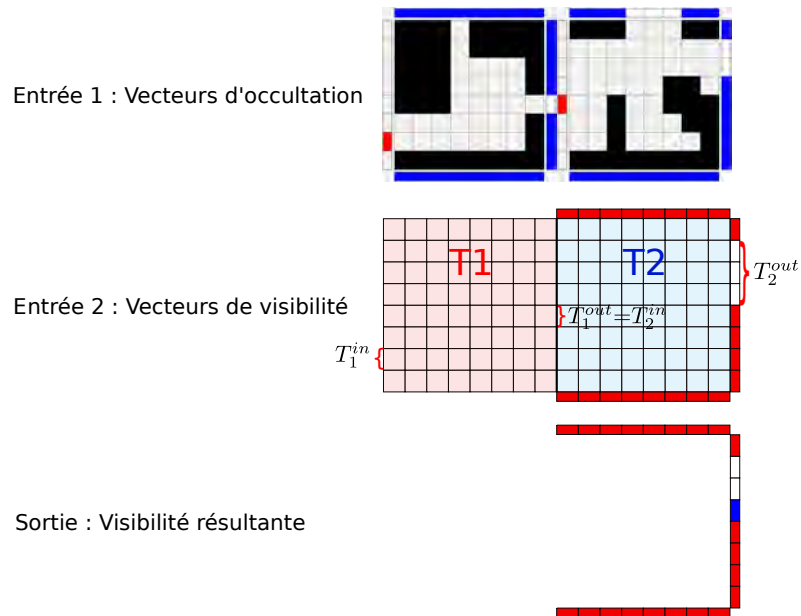 Entrée 1 : Vecteurs d'occultation
T1
T2
T_2^{out}
Entrée 2 : Vecteurs de visibilité
T_1^{out}=T_2^{in}
T_1^{in}
Sortie : Visibilité résultante